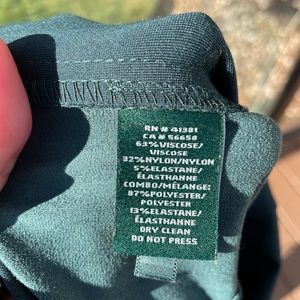 RN # 41381
CA # 56658
63% VISCOSE/
VISCOSE
32% NYLON/NYLON
5% ELASTANE/
ÉLASTHANNE
COMBO/MÉLANGE:
87% POLYESTER/
POLYESTER
13% ELASTANE/
ÉLASTHANNE
DRY CLEAN
DO NOT PRESS